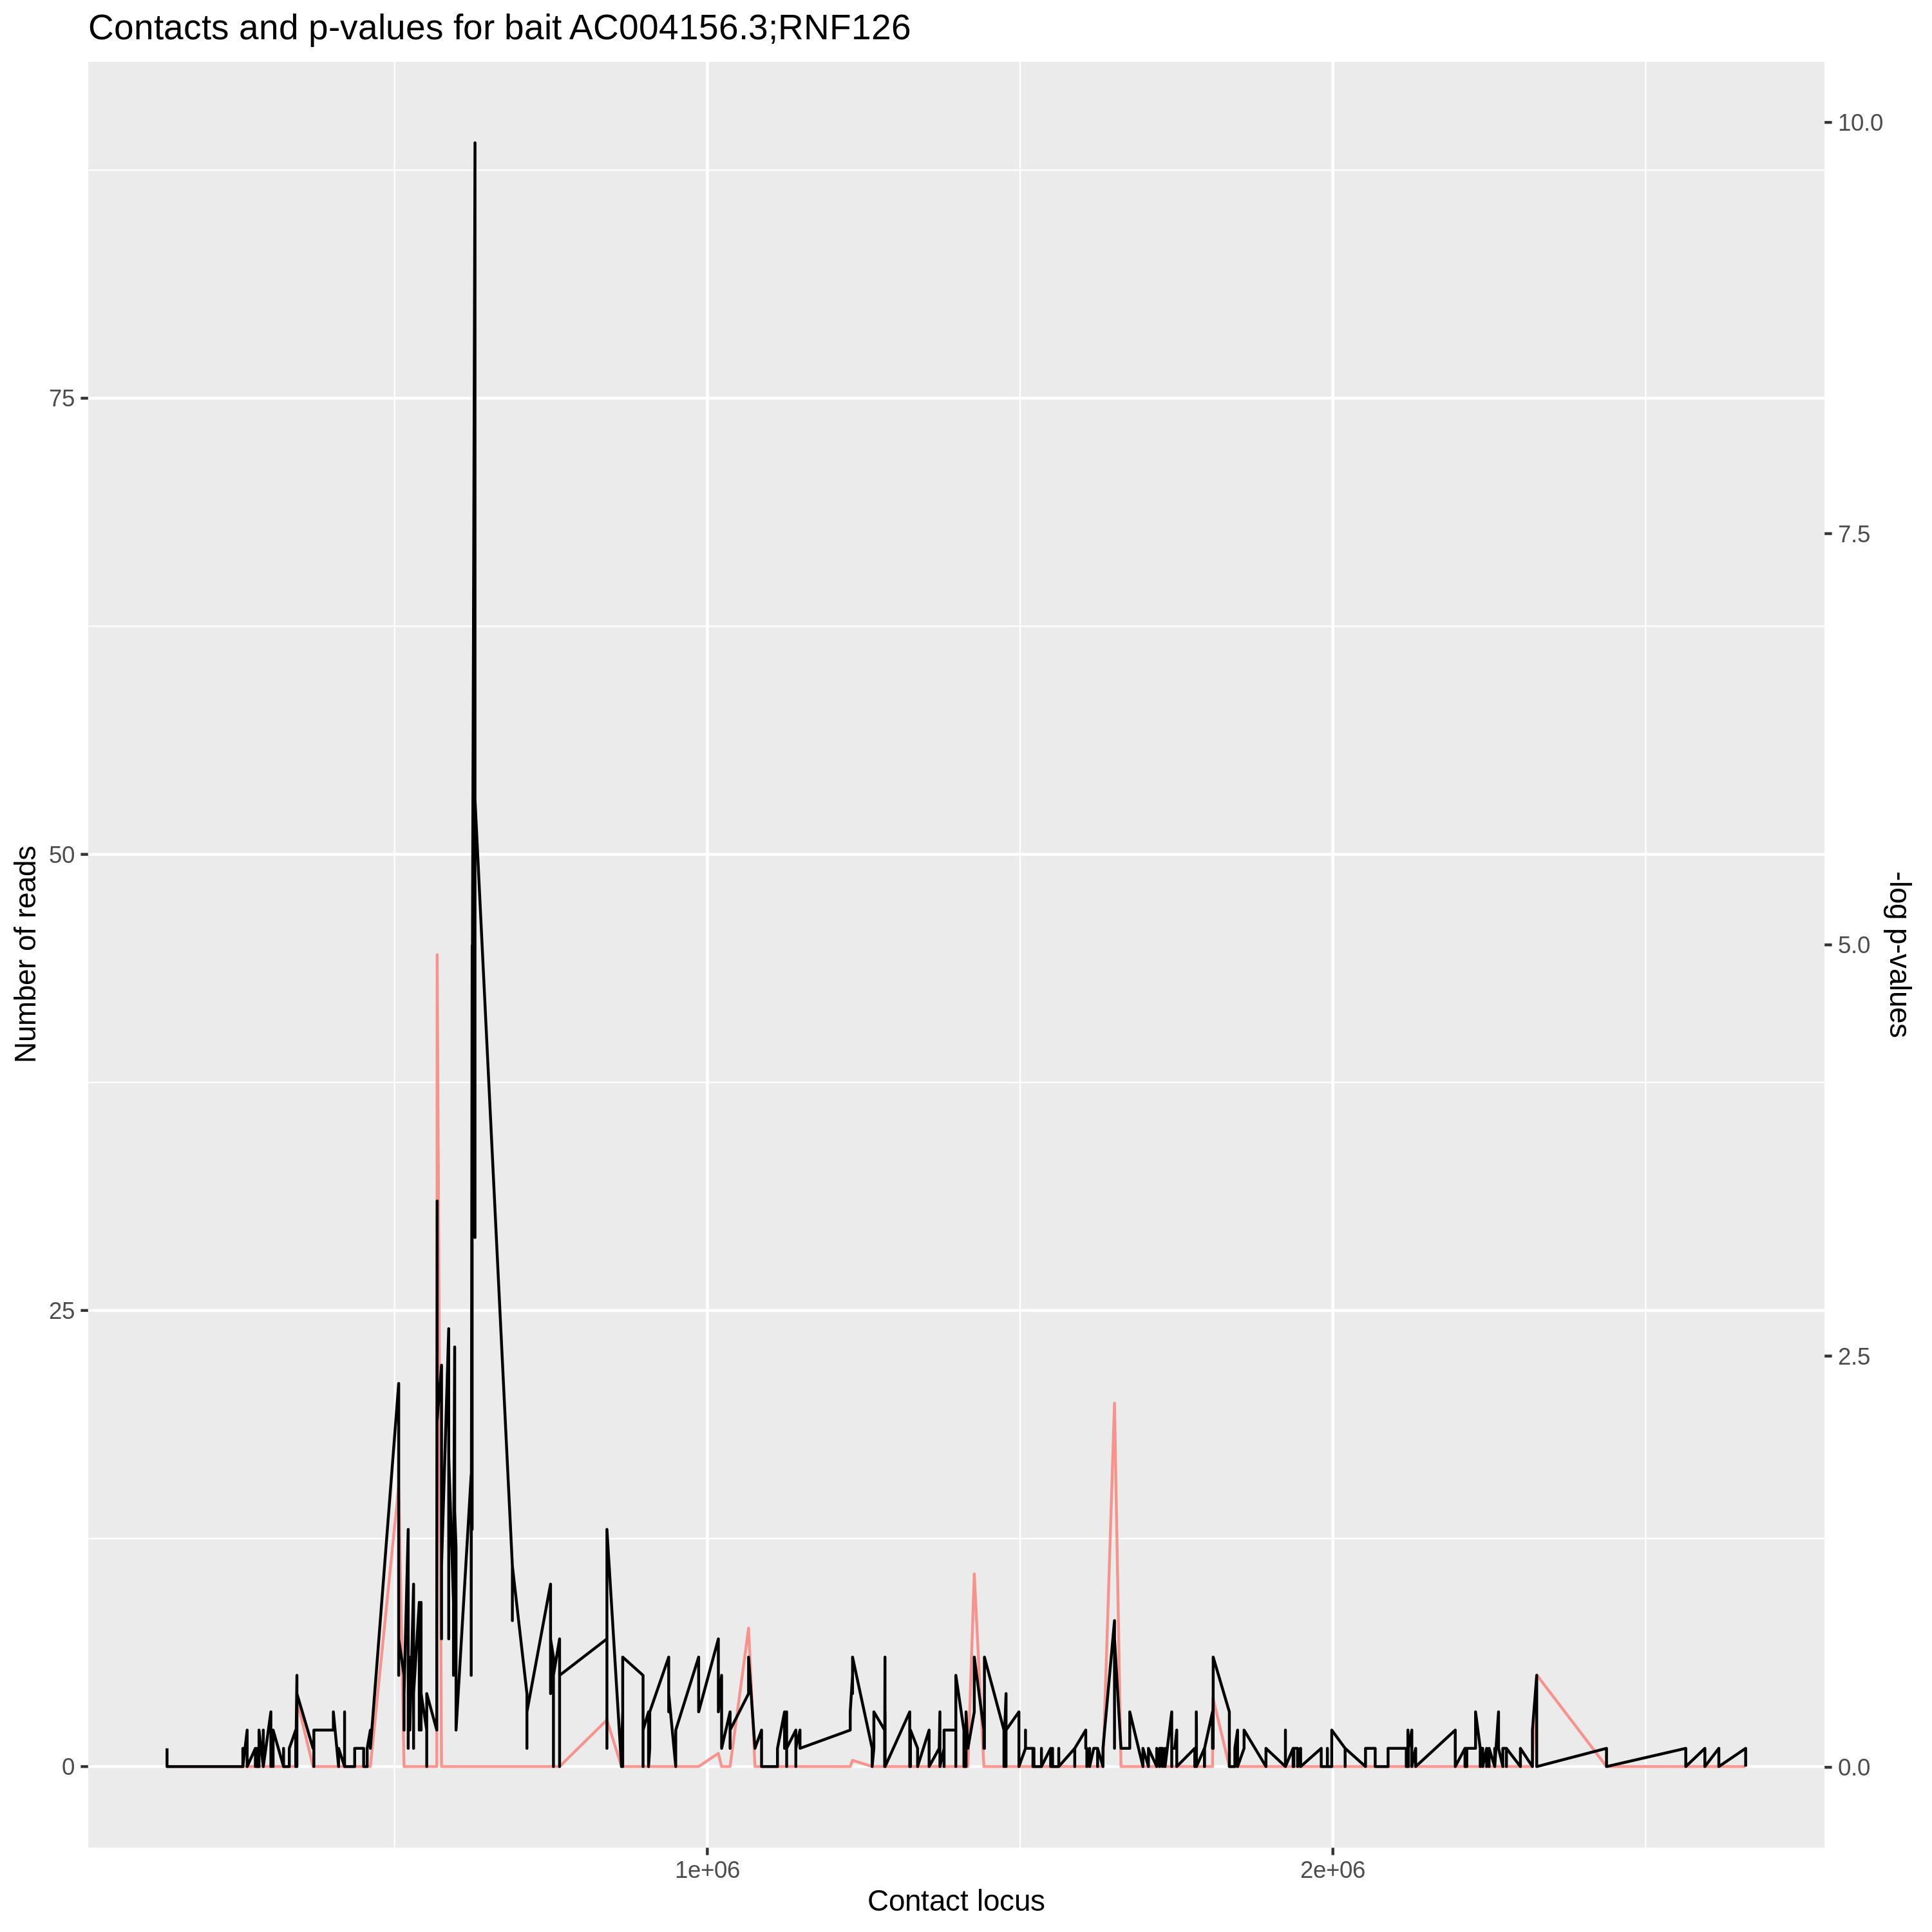 Contacts and p-values for bait AC004156.3;RNF126
10.0
75
7.5
Number of reads
50
5.0
-log p-values
25
2.5
0
0.0
1e+06
2e+06
Contact locus